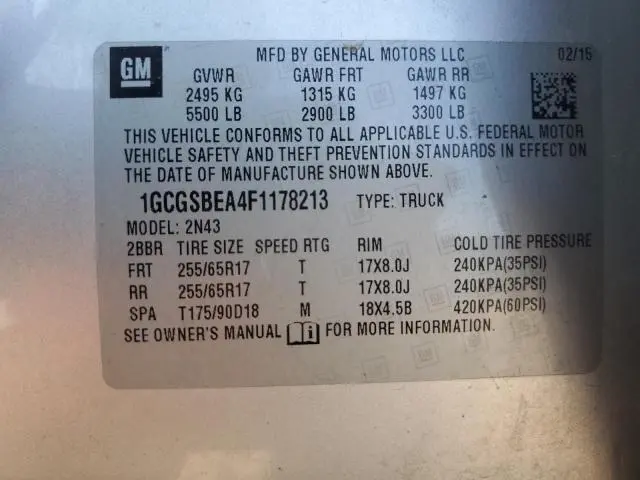 GM
MFD BY GENERAL MOTORS LLC 02/15
GVWR GAWR FRT GAWR RR
2495 KG 1315 KG 1497 KG
5500 LB 2900 LB 3300 LB
THIS VEHICLE CONFORMS TO ALL APPLICABLE U.S. FEDERAL MOTOR
VEHICLE SAFETY AND THEFT PREVENTION STANDARDS IN EFFECT ON
THE DATE OF MANUFACTURE SHOWN ABOVE.
1GCGSBEA4F1178213 TYPE: TRUCK
MODEL: 2N43
2BBR TIRE SIZE SPEED RTG RIM COLD TIRE PRESSURE
FRT 255/65R17 T 17X8.0J 240KPA(35PSI)
RR 255/65R17 T 17X8.0J 240KPA(35PSI)
SPA T175/90D18 M 18X4.5B 420KPA(60PSI)
SEE OWNER'S MANUAL FOR MORE INFORMATION.